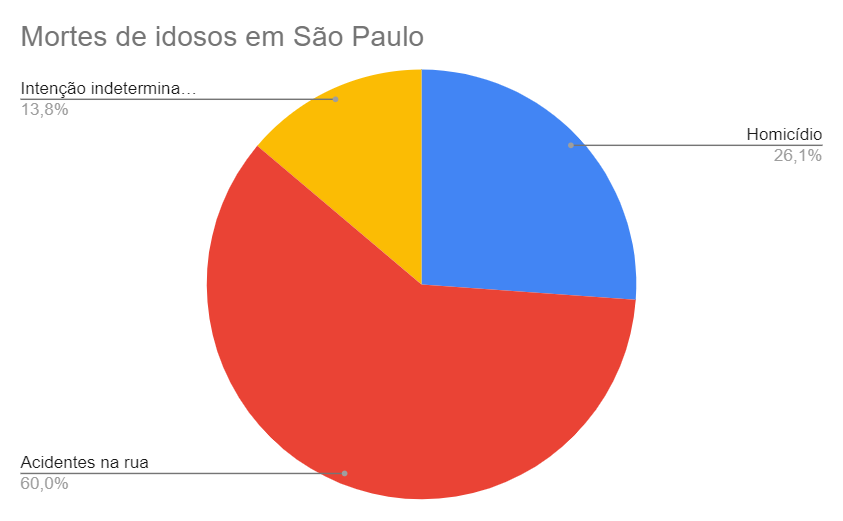 Mortes de idosos em São Paulo
Intenção indetermina…
13,8%
Homicídio
26,1%
Acidentes na rua
60,0%